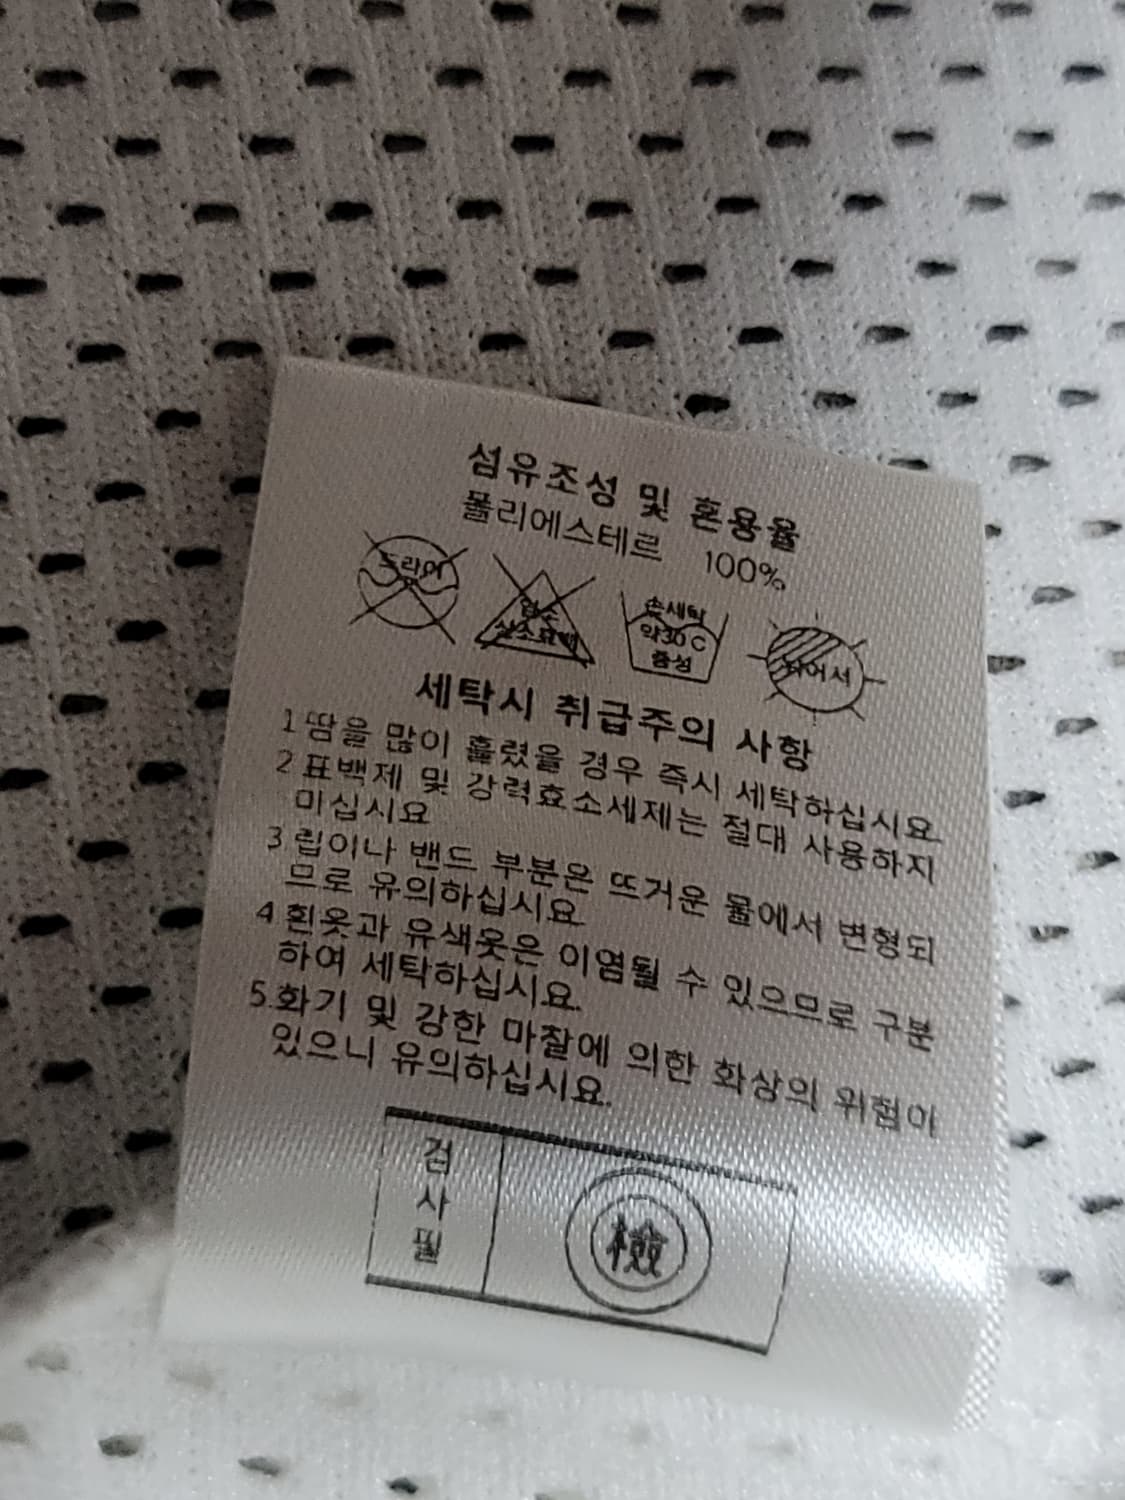 섬유조성 및 혼용율
폴리에스테르 100%
드라이
염소
산소표백
손세탁
약30℃
중성
뉘어서
세탁시 취급주의 사항
1 땀을 많이 흘렸을 경우 즉시 세탁하십시요.
2 표백제 및 강력효소세제는 절대 사용하지
미십시요
3 립이나 밴드 부분은 뜨거운 물에서 변형되
므로 유의하십시요.
4 흰옷과 유색옷은 이염될 수 있으므로 구분
하여 세탁하십시요.
5.화기 및 강한 마찰에 의한 화상의 위험이
있으니 유의하십시요.
검사필
檢